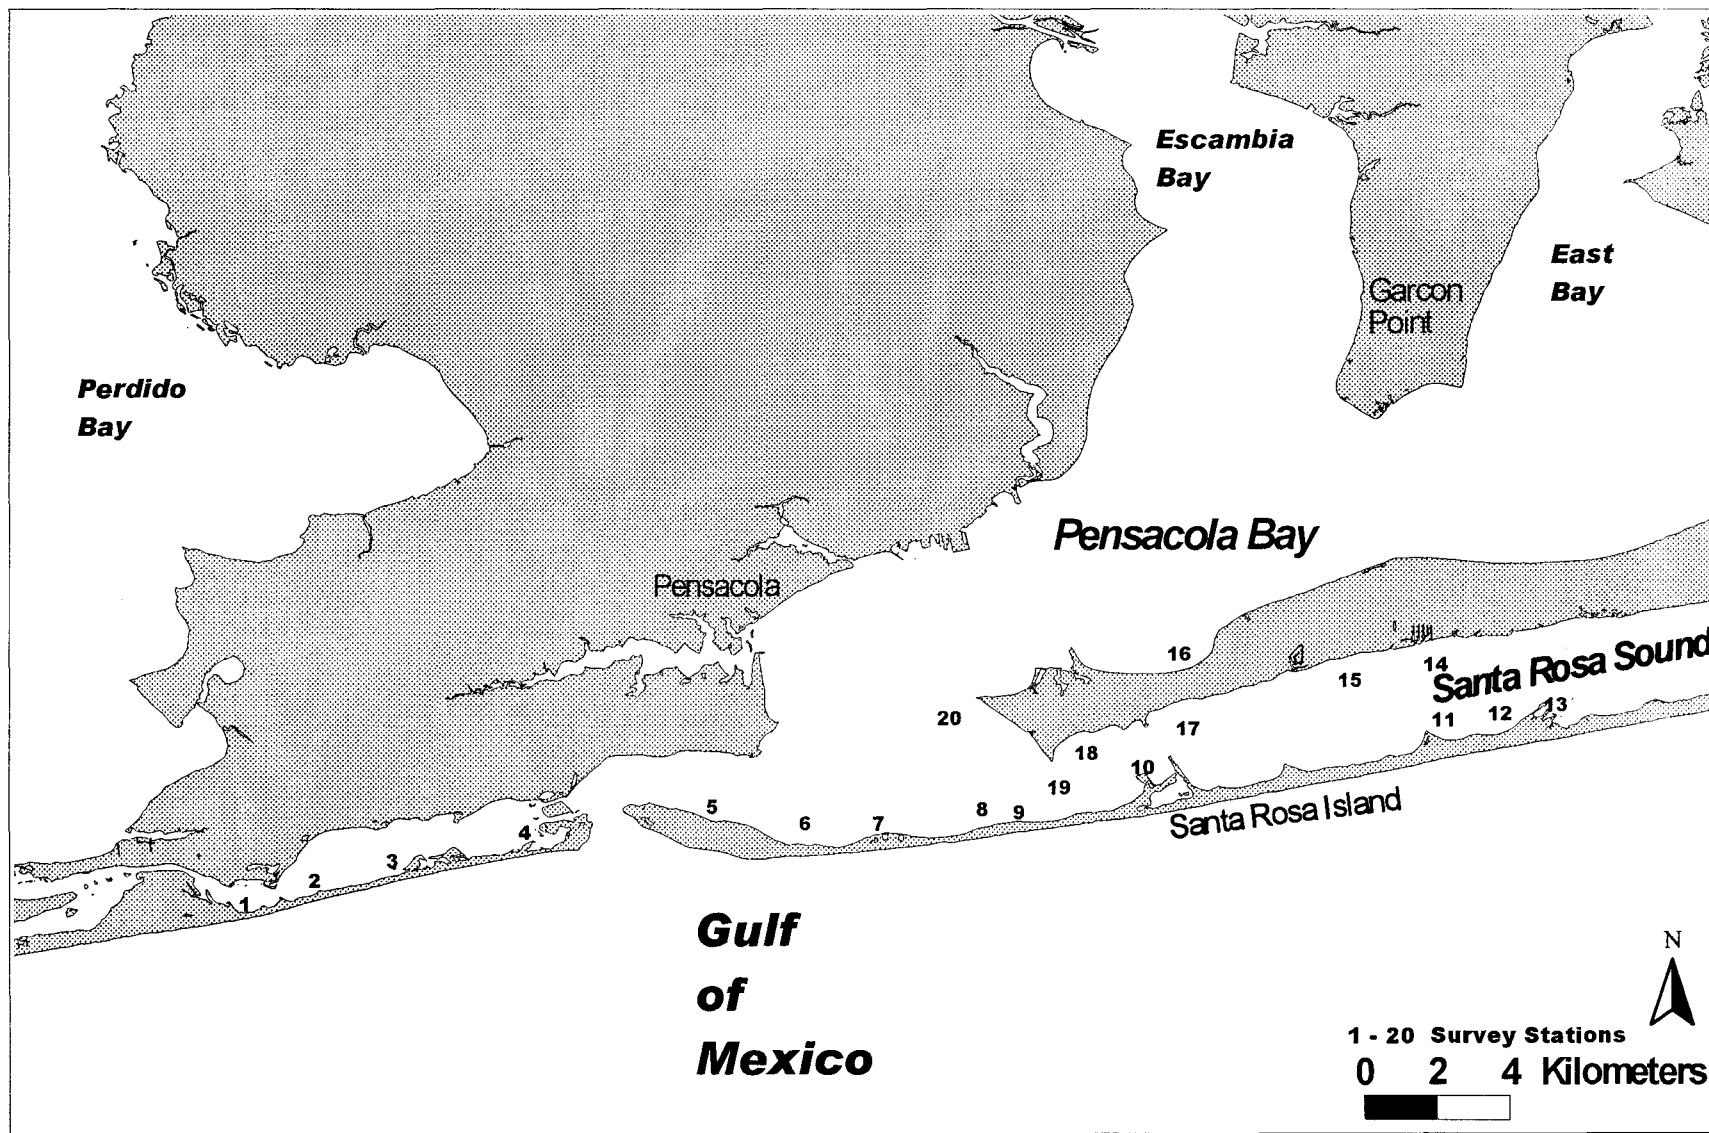 Escambia
Bay
East
Bay
Garcon
Point
Perdido
Bay
Pensacola Bay
Pensacola
16
14
15
Santa Rosa Sound
20
17
11
12
13
18
10
19
5
6
7
8
9
Santa Rosa Island
4
3
2
1
Gulf
of
Mexico
N
1 - 20 Survey Stations
0 2 4 Kilometers